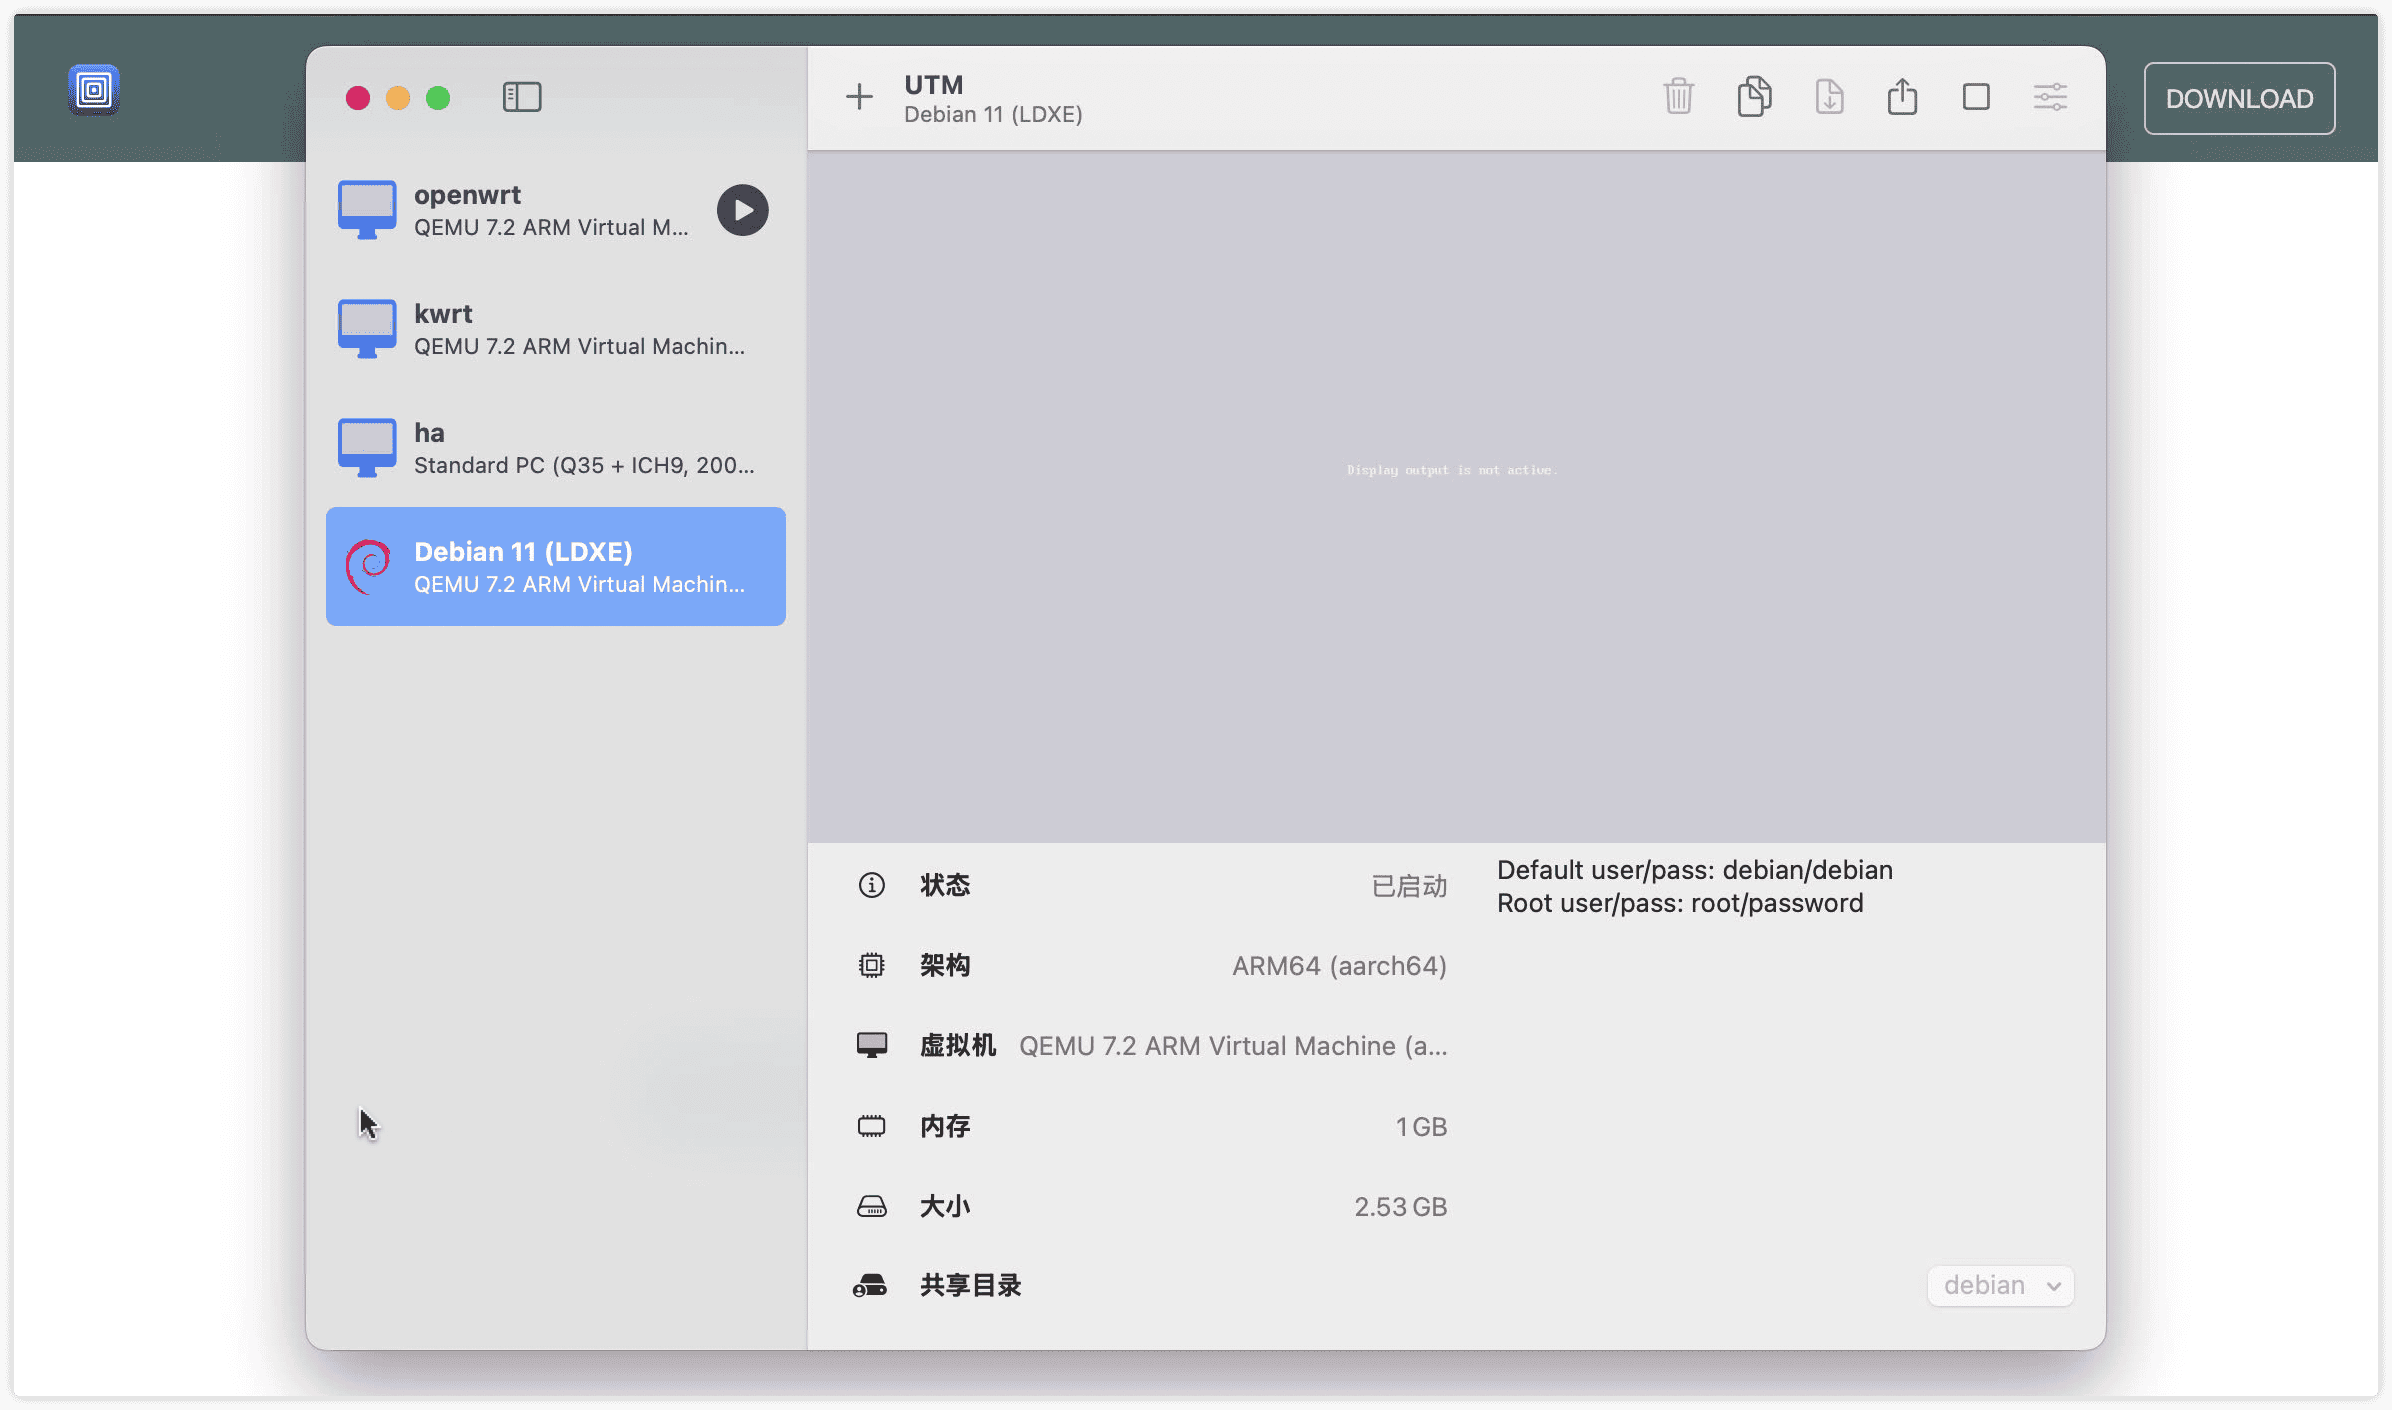 UTM
Debian 11 (LDXE)
DOWNLOAD
openwrt
QEMU 7.2 ARM Virtual M...
kwrt
QEMU 7.2 ARM Virtual Machin...
ha
Standard PC (Q35 + ICH9, 200...
Debian 11 (LDXE)
QEMU 7.2 ARM Virtual Machin...
Display output is not active.
状态 已启动
架构 ARM64 (aarch64)
虚拟机 QEMU 7.2 ARM Virtual Machine (a...
内存 1 GB
大小 2.53 GB
共享目录 debian
Default user/pass: debian/debian
Root user/pass: root/password